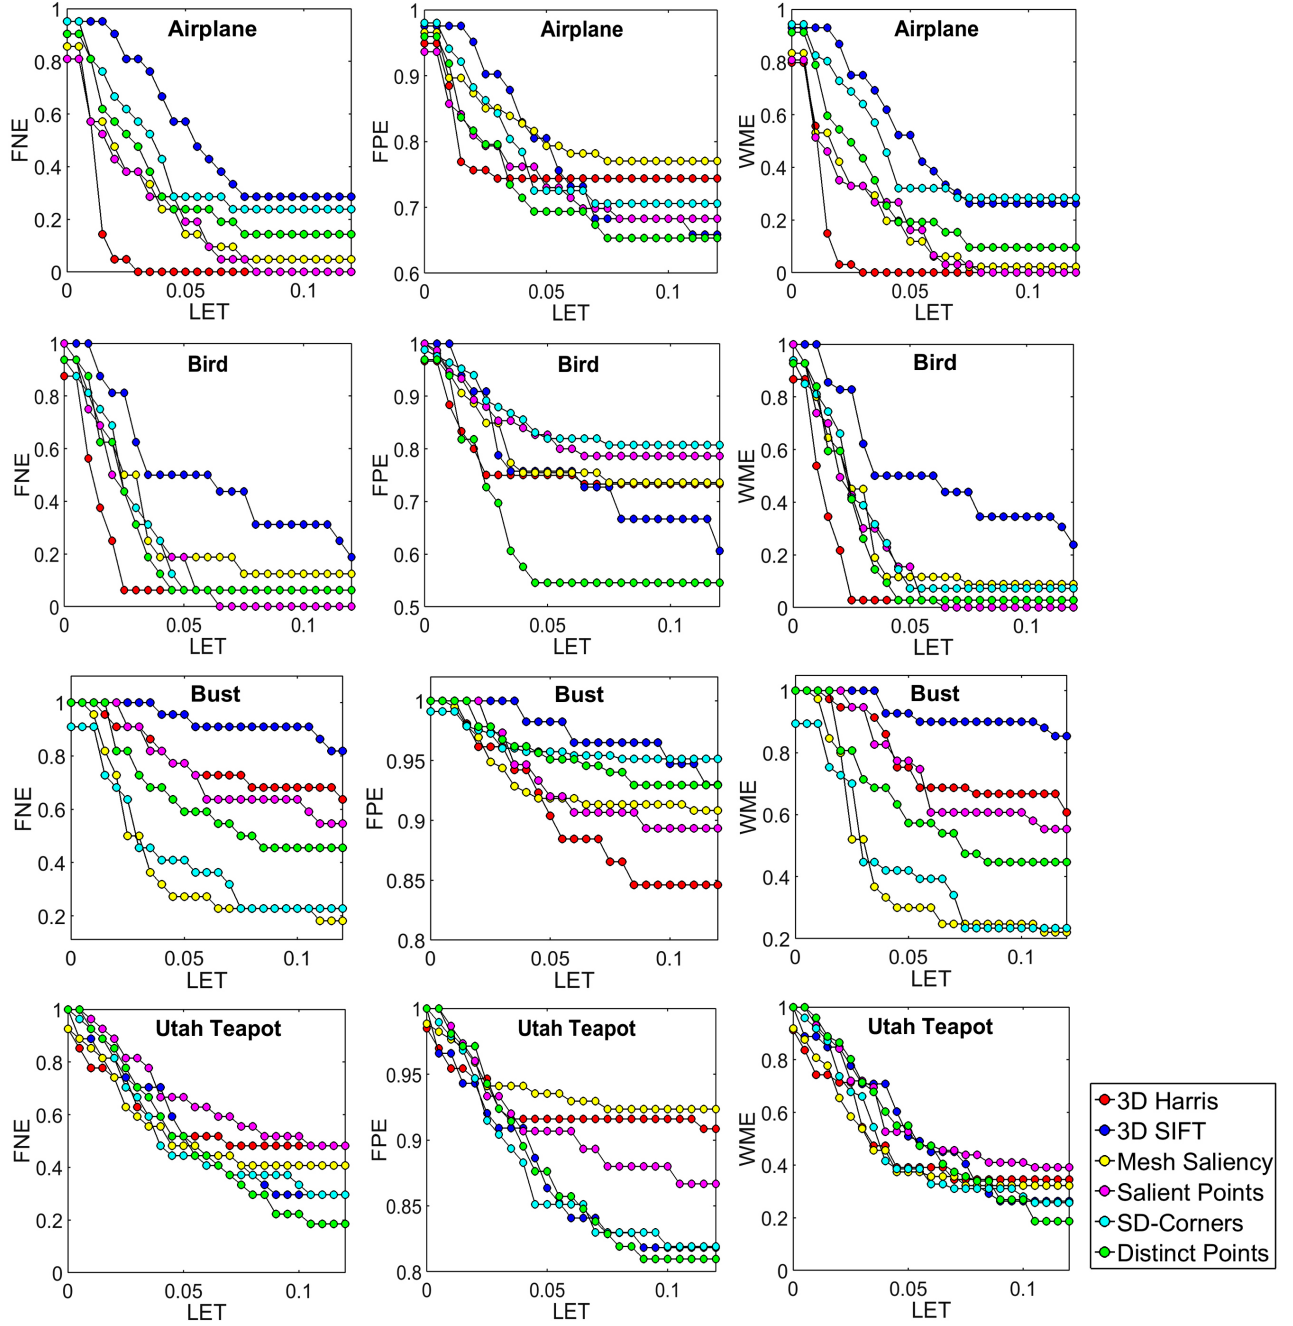 Airplane
FNE
1
0.8
0.6
0.4
0.2
0
0 0.05 0.1
LET
Airplane
FPE
1
0.9
0.8
0.7
0.6
0 0.05 0.1
LET
Airplane
WME
1
0.8
0.6
0.4
0.2
0
0 0.05 0.1
LET
Bird
FNE
1
0.8
0.6
0.4
0.2
0
0 0.05 0.1
LET
Bird
FPE
1
0.9
0.8
0.7
0.6
0.5
0 0.05 0.1
LET
Bird
WME
1
0.8
0.6
0.4
0.2
0
0 0.05 0.1
LET
Bust
FNE
1
0.8
0.6
0.4
0.2
0 0.05 0.1
LET
Bust
FPE
1
0.95
0.9
0.85
0.8
0 0.05 0.1
LET
Bust
WME
1
0.8
0.6
0.4
0.2
0 0.05 0.1
LET
Utah Teapot
FNE
1
0.8
0.6
0.4
0.2
0
0 0.05 0.1
LET
Utah Teapot
FPE
1
0.95
0.9
0.85
0.8
0 0.05 0.1
LET
Utah Teapot
WME
1
0.8
0.6
0.4
0.2
0
0 0.05 0.1
LET
3D Harris
3D SIFT
Mesh Saliency
Salient Points
SD-Corners
Distinct Points